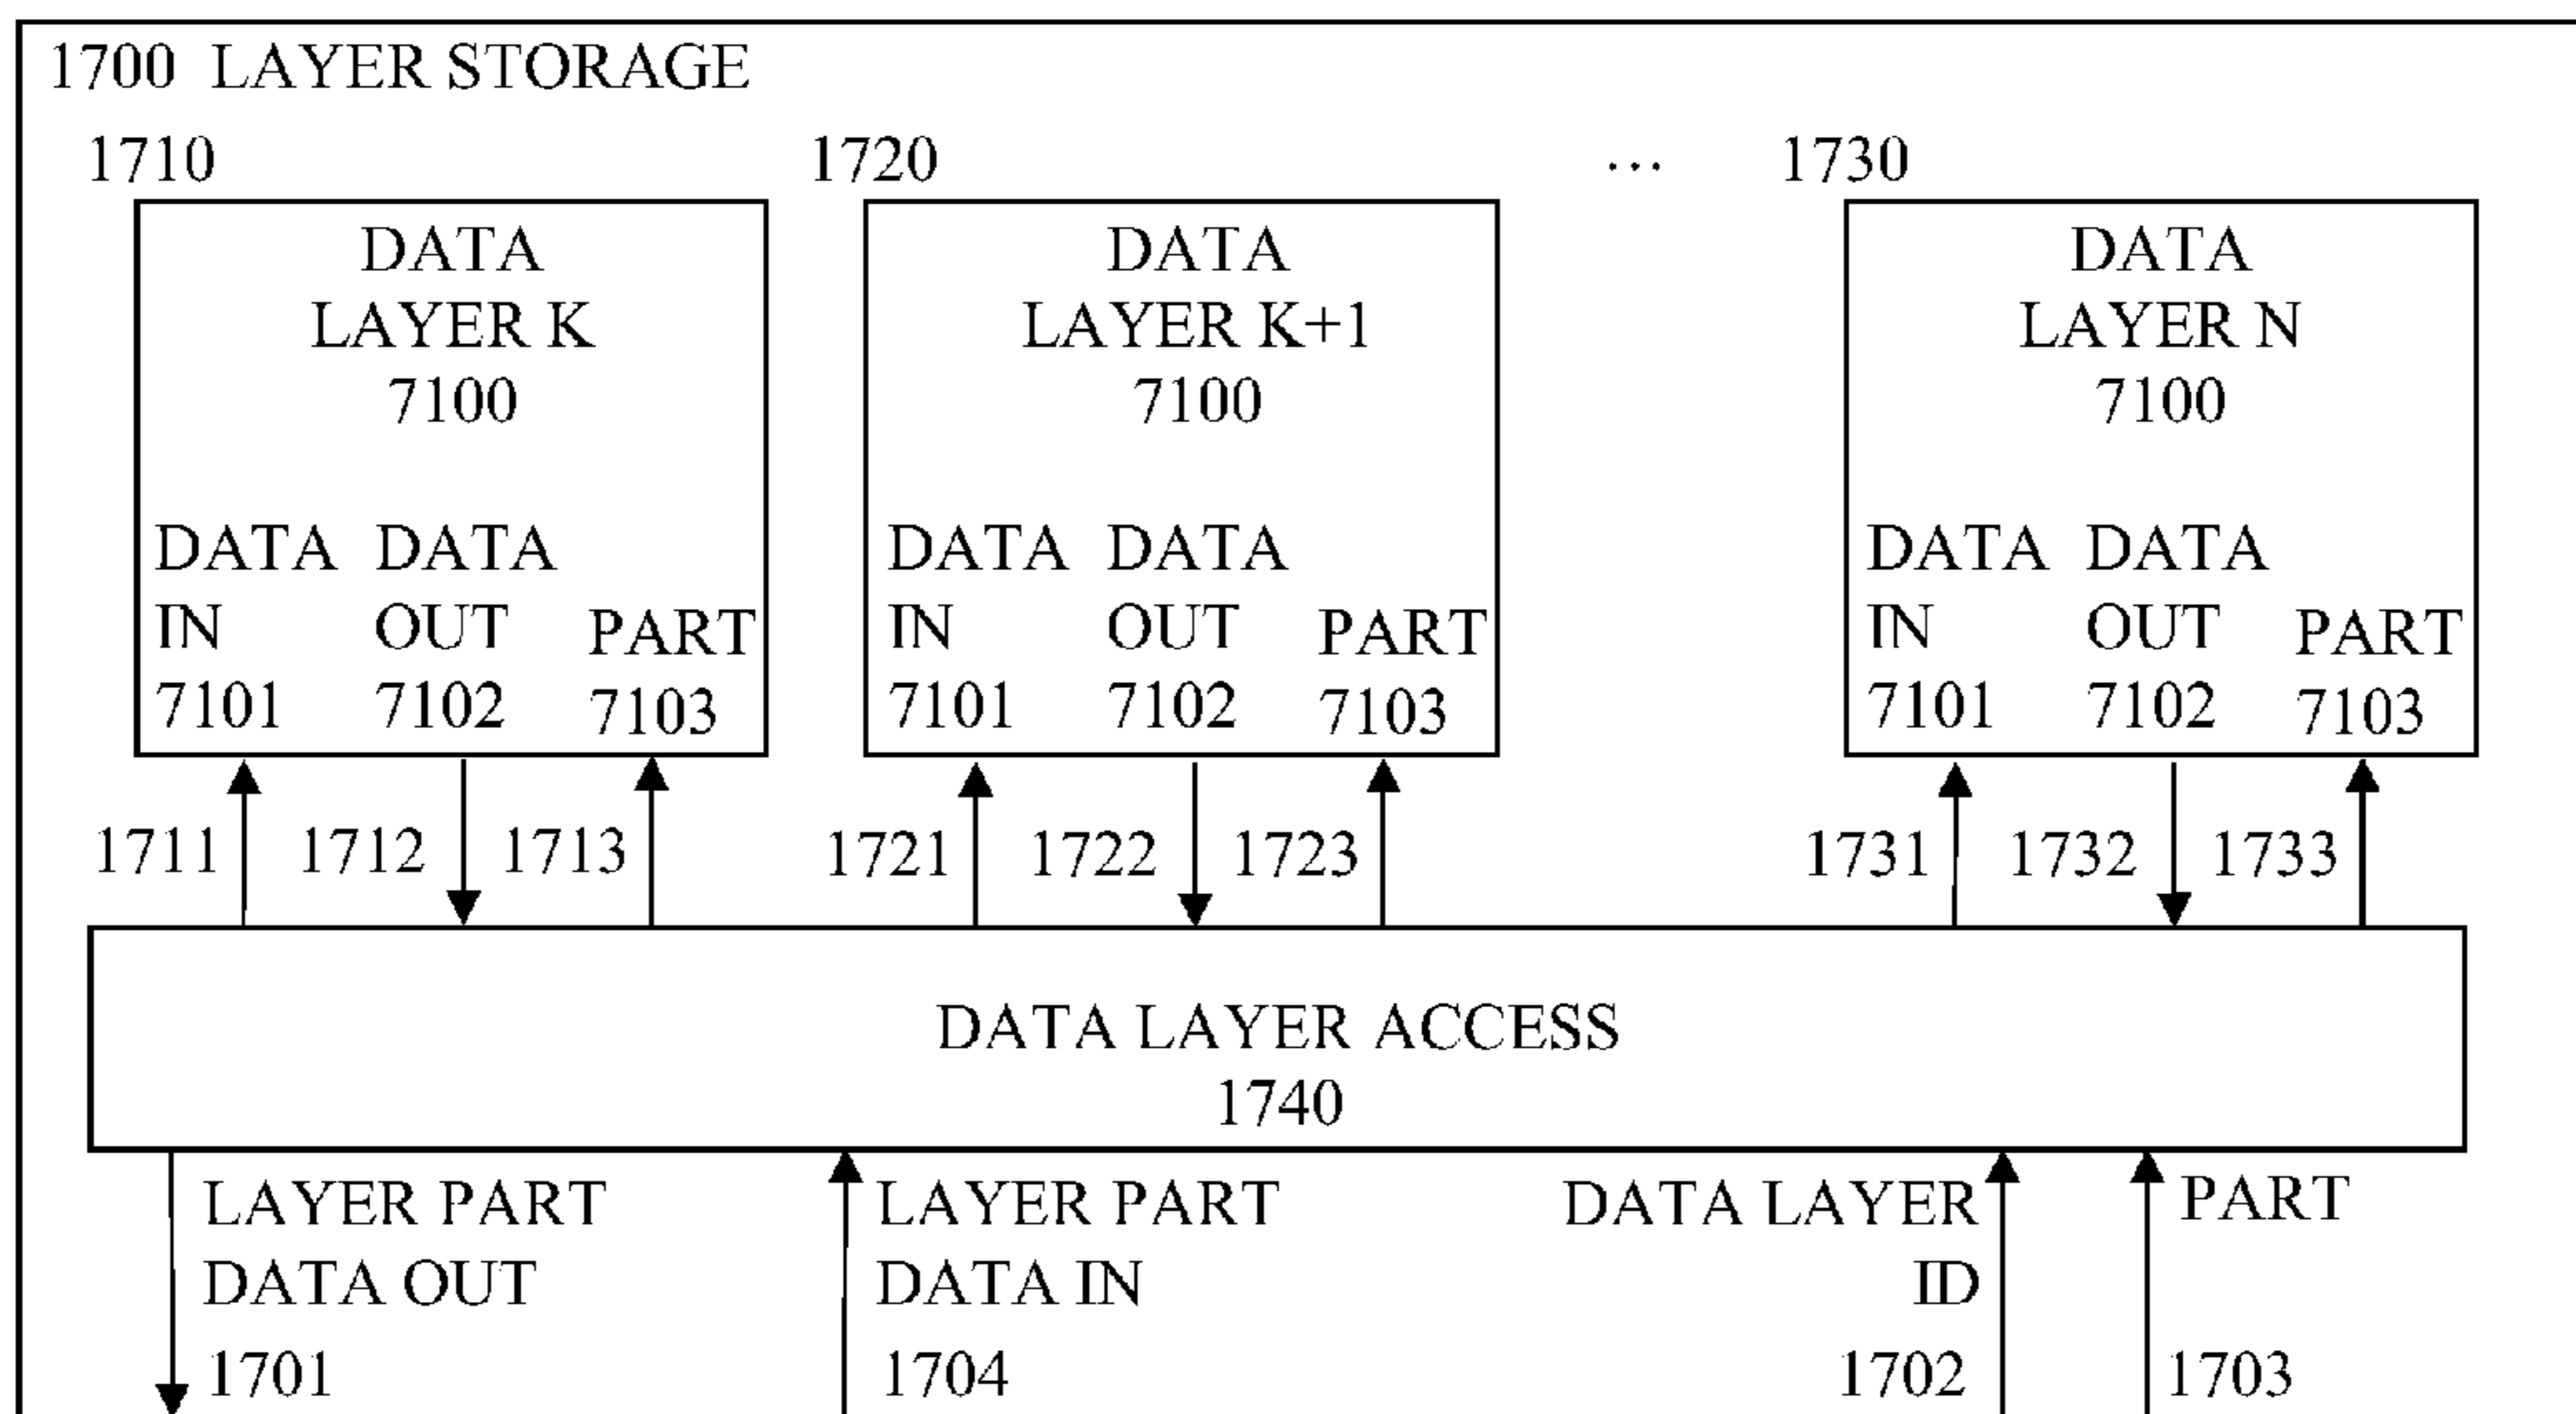 1700 LAYER STORAGE
1710
1720
...
1730
DATA
LAYER K
7100
DATA
IN
7101
DATA
OUT
7102
PART
7103
DATA
LAYER K+1
7100
DATA
IN
7101
DATA
OUT
7102
PART
7103
DATA
LAYER N
7100
DATA
IN
7101
DATA
OUT
7102
PART
7103
1711
1712
1713
1721
1722
1723
1731
1732
1733
DATA LAYER ACCESS
1740
LAYER PART
DATA OUT
1701
LAYER PART
DATA IN
1704
DATA LAYER
ID
1702
PART
1703